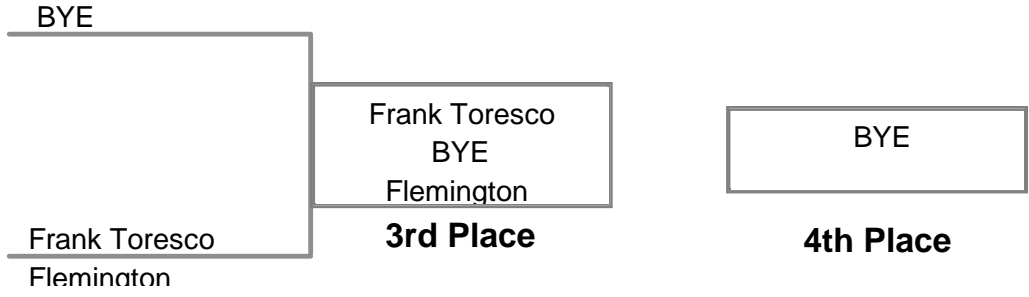 BYE
Frank Toresco
BYE
Flemington
3rd Place
BYE
4th Place
Frank Toresco
Flemington